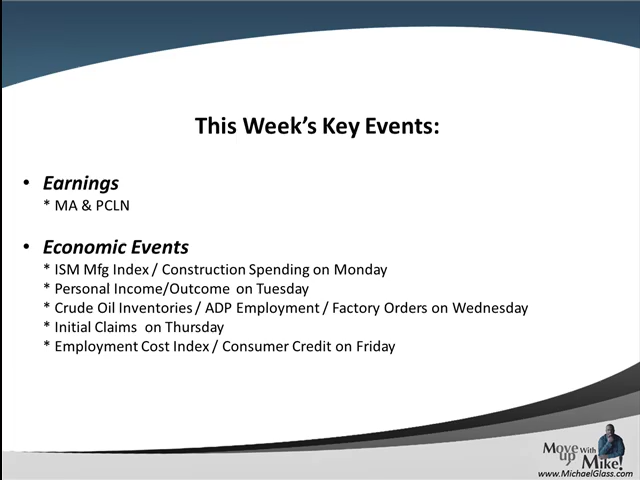 This Week's Key Events:
• Earnings
* MA & PCLN
• Economic Events
* ISM Mfg Index / Construction Spending on Monday
* Personal Income/Outcome on Tuesday
* Crude Oil Inventories / ADP Employment / Factory Orders on Wednesday
* Initial Claims on Thursday
* Employment Cost Index / Consumer Credit on Friday
Move up With Mike!
www.MichaelGlass.com